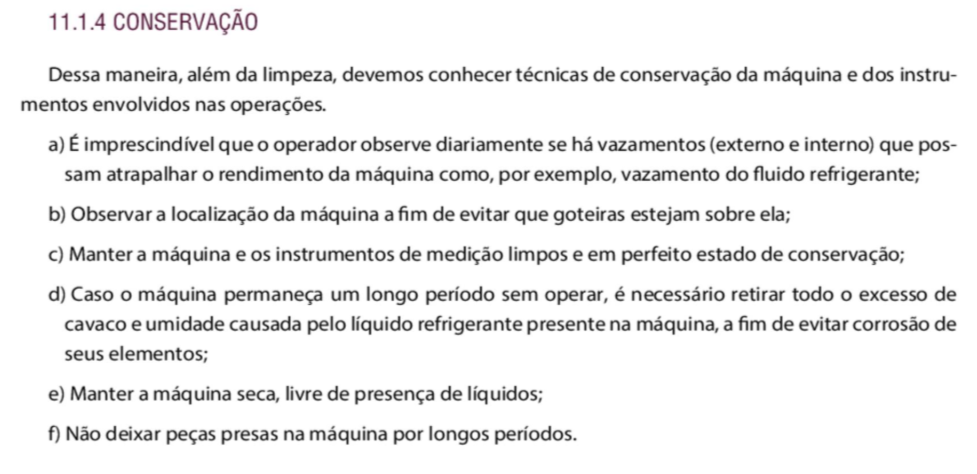 11.1.4 CONSERVAÇÃO
Dessa maneira, além da limpeza, devemos conhecer técnicas de conservação da máquina e dos instru-
mentos envolvidos nas operações.
a) É imprescindível que o operador observe diariamente se há vazamentos (externo e interno) que pos-
sam atrapalhar o rendimento da máquina como, por exemplo, vazamento do fluido refrigerante;
b) Observar a localização da máquina a fim de evitar que goteiras estejam sobre ela;
c) Manter a máquina e os instrumentos de medição limpos e em perfeito estado de conservação;
d) Caso o máquina permaneça um longo período sem operar, é necessário retirar todo o excesso de
cavaco e umidade causada pelo líquido refrigerante presente na máquina, a fim de evitar corrosão de
seus elementos;
e) Manter a máquina seca, livre de presença de líquidos;
f) Não deixar peças presas na máquina por longos períodos.